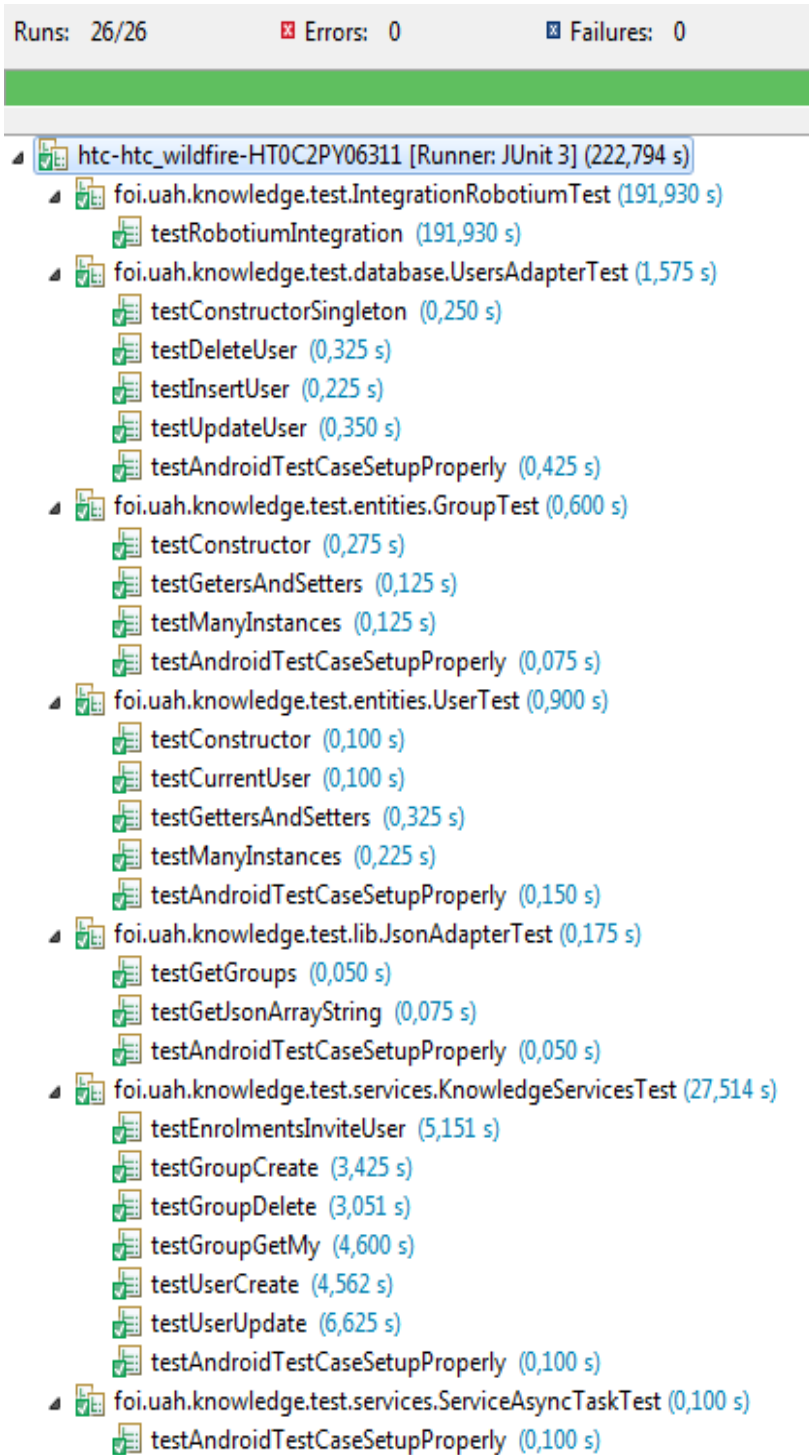 Runs: 26/26 Errors: 0 Failures: 0
htc-htc_wildfire-HT0C2PY06311 [Runner: JUnit 3] (222,794 s)
foi.uah.knowledge.test.IntegrationRobotiumTest (191,930 s)
testRobotiumIntegration (191,930 s)
foi.uah.knowledge.test.database.UsersAdapterTest (1,575 s)
testConstructorSingleton (0,250 s)
testDeleteUser (0,325 s)
testInsertUser (0,225 s)
testUpdateUser (0,350 s)
testAndroidTestCaseSetupProperly (0,425 s)
foi.uah.knowledge.test.entities.GroupTest (0,600 s)
testConstructor (0,275 s)
testGetersAndSetters (0,125 s)
testManyInstances (0,125 s)
testAndroidTestCaseSetupProperly (0,075 s)
foi.uah.knowledge.test.entities.UserTest (0,900 s)
testConstructor (0,100 s)
testCurrentUser (0,100 s)
testGettersAndSetters (0,325 s)
testManyInstances (0,225 s)
testAndroidTestCaseSetupProperly (0,150 s)
foi.uah.knowledge.test.lib.JsonAdapterTest (0,175 s)
testGetGroups (0,050 s)
testGetJsonArrayString (0,075 s)
testAndroidTestCaseSetupProperly (0,050 s)
foi.uah.knowledge.test.services.KnowledgeServicesTest (27,514 s)
testEnrolmentsInviteUser (5,151 s)
testGroupCreate (3,425 s)
testGroupDelete (3,051 s)
testGroupGetMy (4,600 s)
testUserCreate (4,562 s)
testUserUpdate (6,625 s)
testAndroidTestCaseSetupProperly (0,100 s)
foi.uah.knowledge.test.services.ServiceAsyncTaskTest (0,100 s)
testAndroidTestCaseSetupProperly (0,100 s)